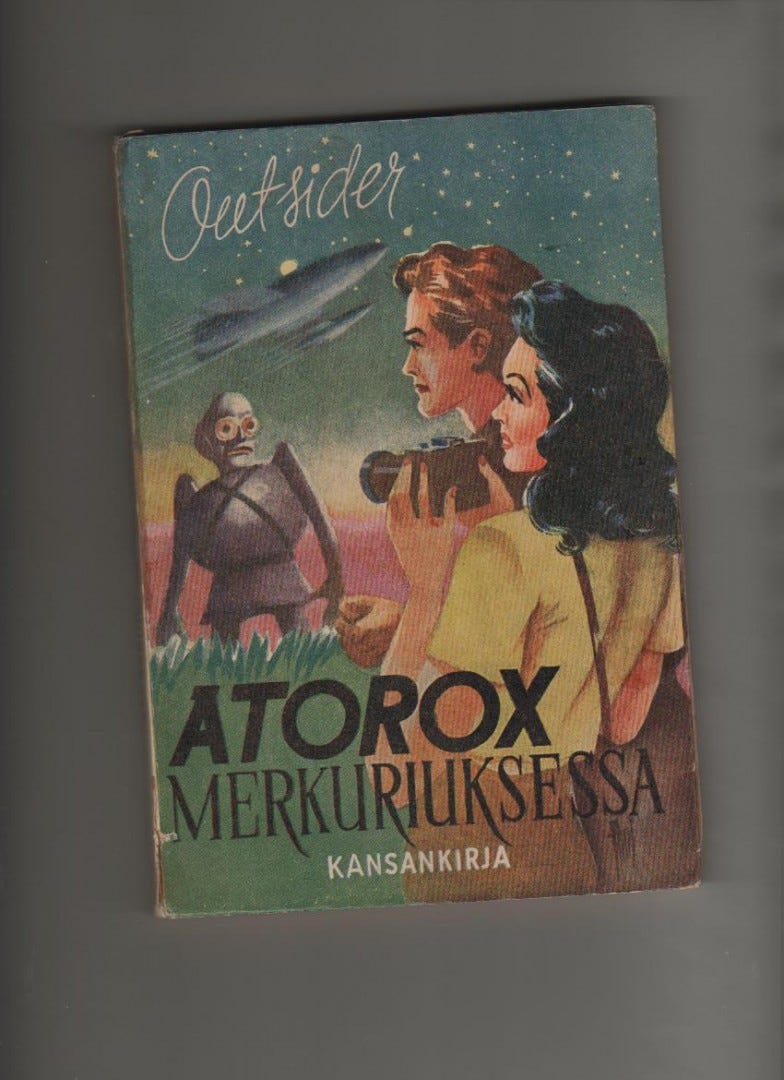 Outsider
ATOROX
MERKURIUKSESSA
KANSANKIRJA